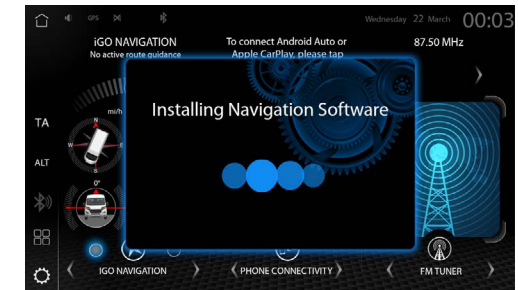 GPS
Wednesday 22 March 00:03
iGO NAVIGATION
No active route guidance
To connect Android Auto or
Apple CarPlay, please tap
87.50 MHz
mi/h
Installing Navigation Software
TA
N
W
E
S
ALT
0°
IGO NAVIGATION
PHONE CONNECTIVITY
FM TUNER